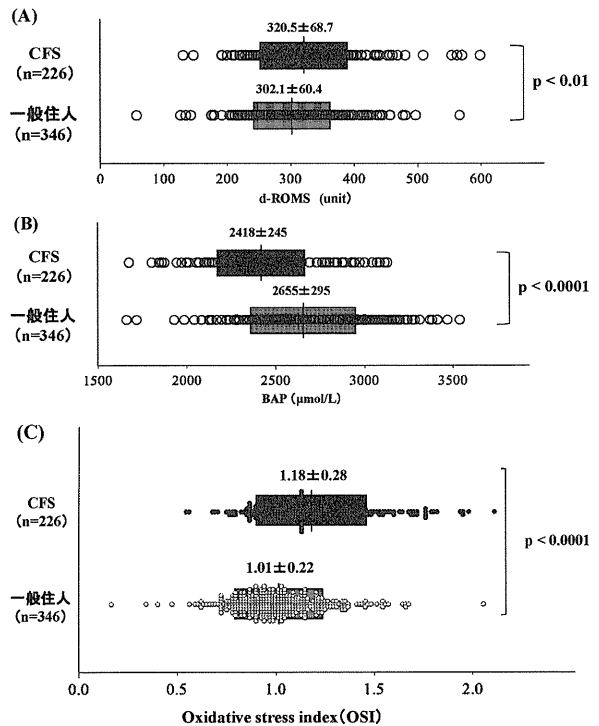 (A)
320.5±68.7
CFS
(n=226)
p < 0.01
302.1±60.4
一般住人
(n=346)
0 100 200 300 400 500 600
d-ROMS (unit)
(B)
2418±245
CFS
(n=226)
p < 0.0001
2655±295
一般住人
(n=346)
1500 2000 2500 3000 3500
BAP (μmol/L)
(C)
1.18±0.28
CFS
(n=226)
p < 0.0001
1.01±0.22
一般住人
(n=346)
0.0 0.5 1.0 1.5 2.0
Oxidative stress index(OSI)